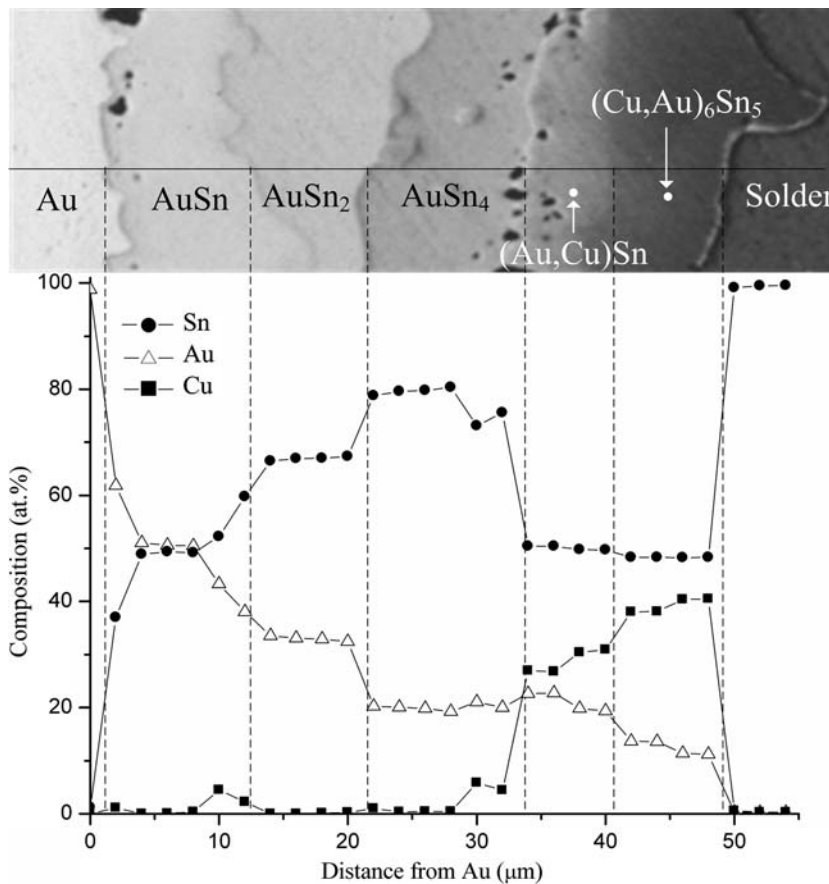 (Cu,Au)₆Sn₅
Au AuSn AuSn₂ AuSn₄ Solder
(Au,Cu)Sn
100
Sn
Au
Cu
80
60
40
20
0
Composition (at.%)
0 10 20 30 40 50
Distance from Au (μm)